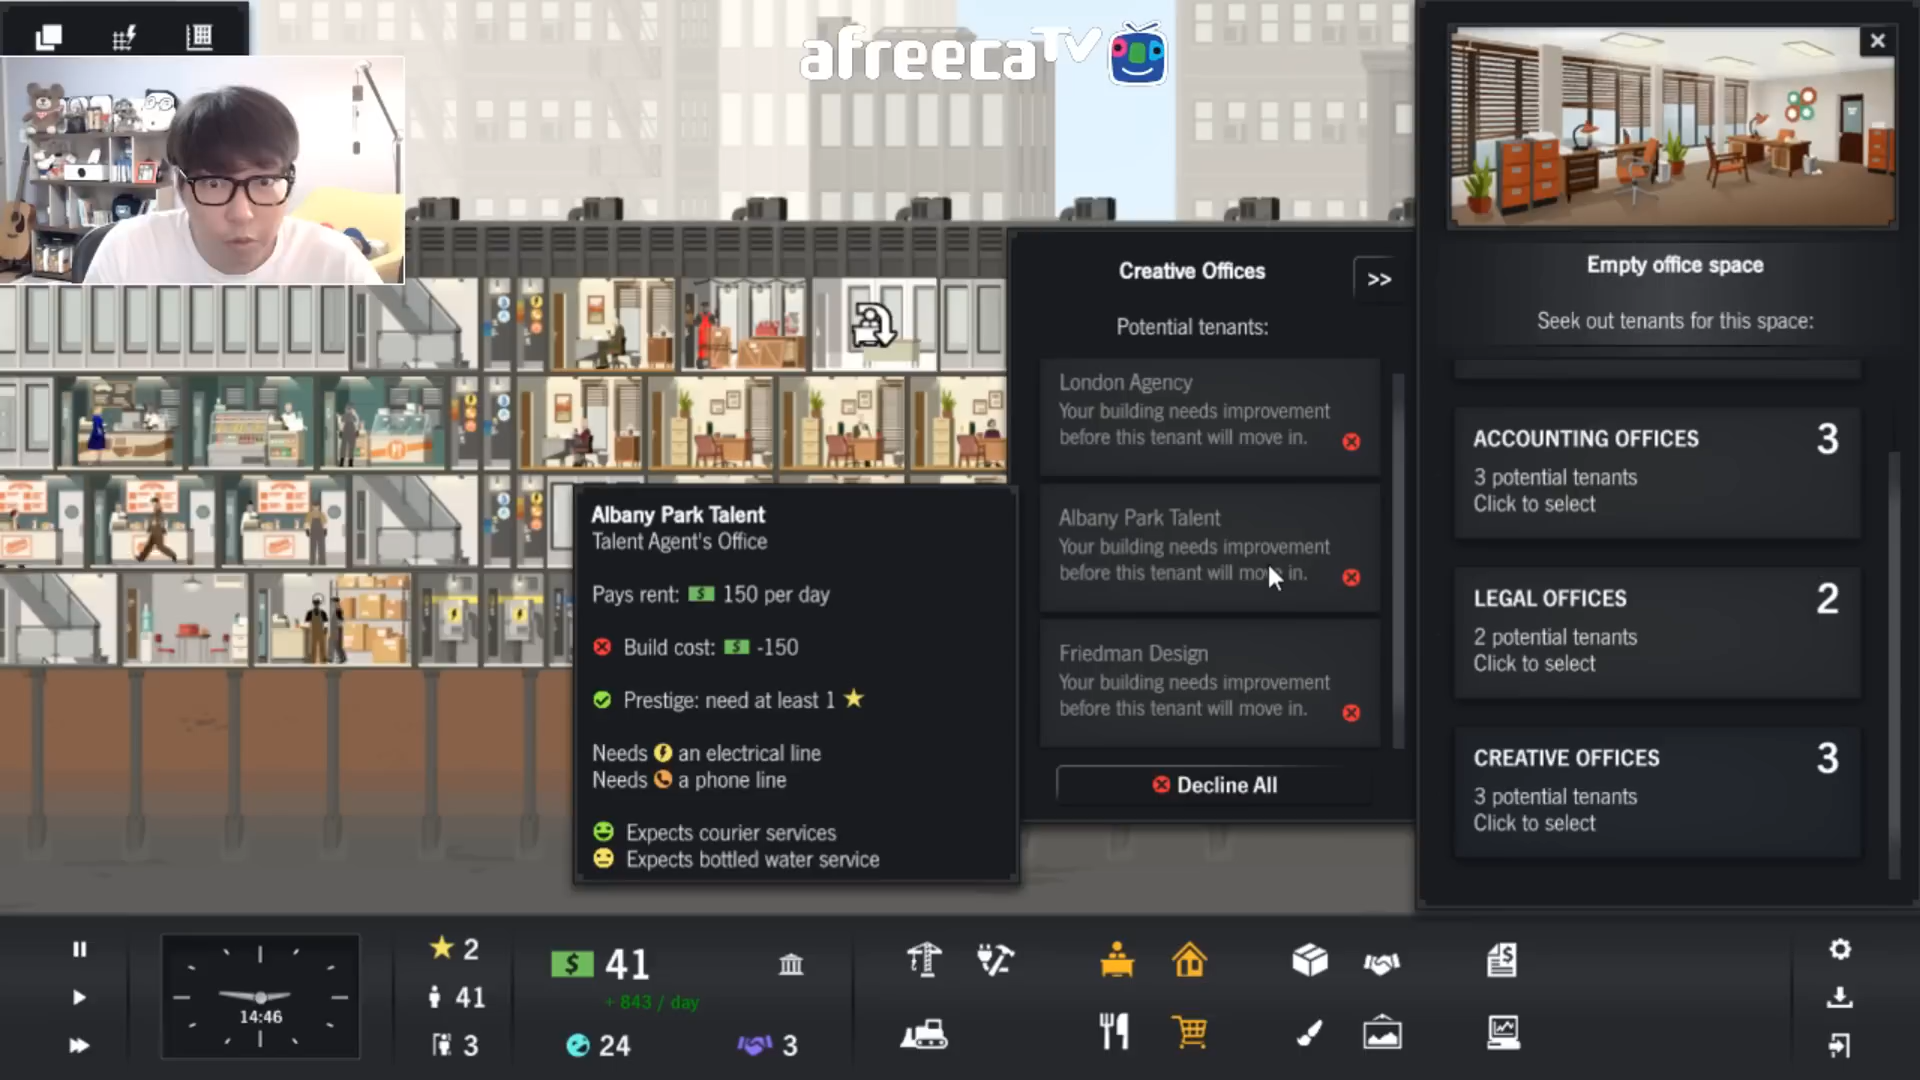 afreecaTV
Creative Offices
>>
Potential tenants:
London Agency
Your building needs improvement
before this tenant will move in.
Albany Park Talent
Your building needs improvement
before this tenant will move in.
Friedman Design
Your building needs improvement
before this tenant will move in.
Decline All
Albany Park Talent
Talent Agent's Office
Pays rent: $ 150 per day
Build cost: $ -150
Prestige: need at least 1
Needs an electrical line
Needs a phone line
Expects courier services
Expects bottled water service
Empty office space
Seek out tenants for this space:
ACCOUNTING OFFICES 3
3 potential tenants
Click to select
LEGAL OFFICES 2
2 potential tenants
Click to select
CREATIVE OFFICES 3
3 potential tenants
Click to select
14:46
2
41
3
$ 41
+ 843 / day
24
3